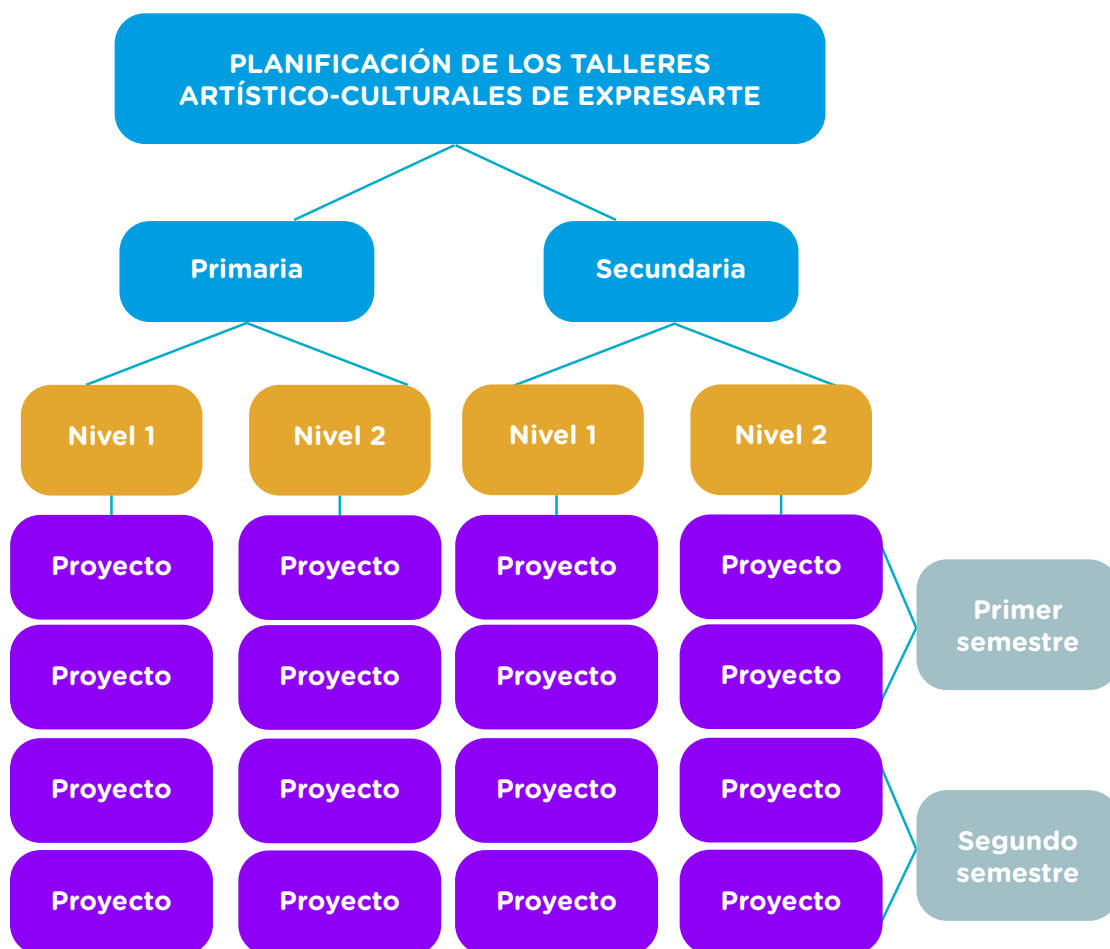 PLANIFICACIÓN DE LOS TALLERES
ARTÍSTICO-CULTURALES DE EXPRESARTE
Primaria
Secundaria
Nivel 1
Nivel 2
Nivel 1
Nivel 2
Proyecto
Proyecto
Proyecto
Proyecto
Primer
semestre
Proyecto
Proyecto
Proyecto
Proyecto
Proyecto
Proyecto
Proyecto
Proyecto
Segundo
semestre
Proyecto
Proyecto
Proyecto
Proyecto